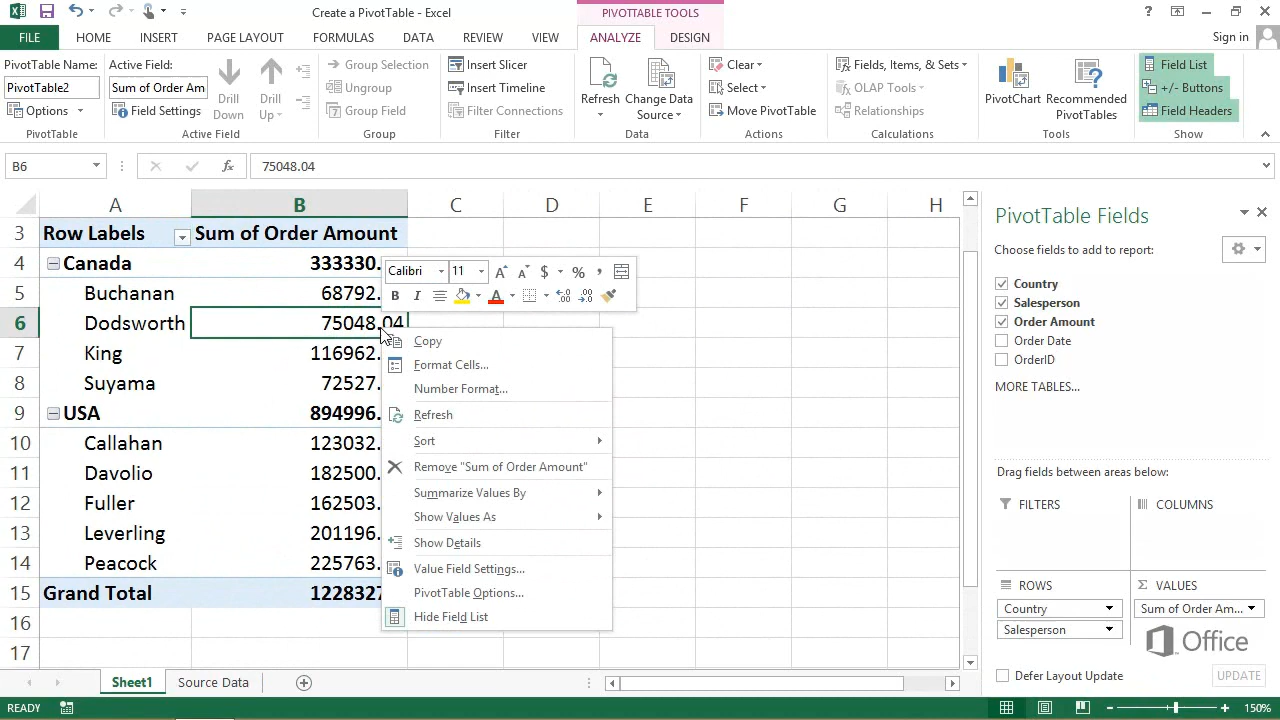 Create a PivotTable - Excel
PIVOTTABLE TOOLS
?
FILE HOME INSERT PAGE LAYOUT FORMULAS DATA REVIEW VIEW ANALYZE DESIGN Sign in
PivotTable Name:
PivotTable2
Options
PivotTable
Active Field:
Sum of Order Am
Field Settings
Drill Down
Drill Up
Active Field
Group Selection
Ungroup
Group Field
Group
Insert Slicer
Insert Timeline
Filter Connections
Filter
Refresh
Change Data Source
Data
Clear
Select
Move PivotTable
Actions
Fields, Items, & Sets
OLAP Tools
Relationships
Calculations
PivotChart
Recommended PivotTables
Tools
Field List
+/- Buttons
Field Headers
Show
B6 fx 75048.04
A B C D E F G H
3 Row Labels Sum of Order Amount
4 Canada 333330.
5 Buchanan 68792.
6 Dodsworth 75048.04
7 King 116962.
8 Suyama 72527.
9 USA 894996.
10 Callahan 123032.
11 Davolio 182500.
12 Fuller 162503.
13 Leverling 201196.
14 Peacock 225763.
15 Grand Total 1228327
16
17
Calibri 11 A A $ % ,
B I A
Copy
Format Cells...
Number Format...
Refresh
Sort
Remove "Sum of Order Amount"
Summarize Values By
Show Values As
Show Details
Value Field Settings...
PivotTable Options...
Hide Field List
PivotTable Fields
Choose fields to add to report:
Country
Salesperson
Order Amount
Order Date
OrderID
MORE TABLES...
Drag fields between areas below:
FILTERS
COLUMNS
ROWS
Country
Salesperson
Σ VALUES
Sum of Order Am...
Office
Defer Layout Update UPDATE
Sheet1 Source Data
READY 150%